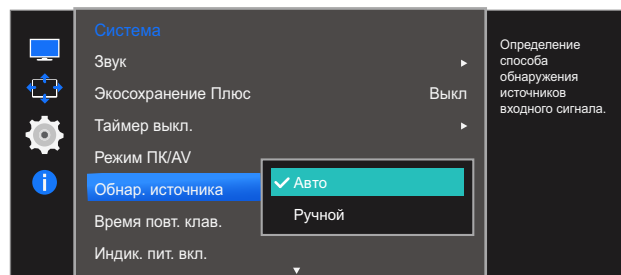 Система
Звук
Экосохранение Плюс Выкл
Таймер выкл.
Режим ПК/AV
Обнар. источника
Авто
Ручной
Время повт. клав.
Индик. пит. вкл.
Определение
способа
обнаружения
источников
входного сигнала.